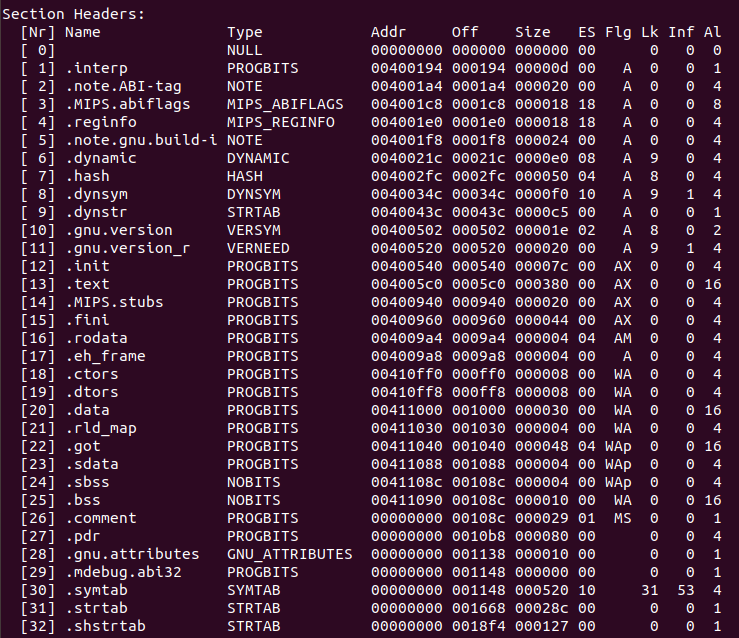 Section Headers:
  [Nr] Name              Type            Addr     Off    Size   ES Flg Lk Inf Al
  [ 0]                   NULL            00000000 000000 000000 00      0   0  0
  [ 1] .interp           PROGBITS        00400194 000194 00000d 00   A  0   0  1
  [ 2] .note.ABI-tag     NOTE            004001a4 0001a4 000020 00   A  0   0  4
  [ 3] .MIPS.abiflags    MIPS_ABIFLAGS   004001c8 0001c8 000018 18   A  0   0  8
  [ 4] .reginfo          MIPS_REGINFO    004001e0 0001e0 000018 18   A  0   0  4
  [ 5] .note.gnu.build-i NOTE            004001f8 0001f8 000024 00   A  0   0  4
  [ 6] .dynamic          DYNAMIC         0040021c 00021c 0000e0 08   A  9   0  4
  [ 7] .hash             HASH            004002fc 0002fc 000050 04   A  8   0  4
  [ 8] .dynsym           DYNSYM          0040034c 00034c 0000f0 10   A  9   1  4
  [ 9] .dynstr           STRTAB          0040043c 00043c 0000c5 00   A  0   0  1
  [10] .gnu.version      VERSYM          00400502 000502 00001e 02   A  8   0  2
  [11] .gnu.version_r    VERNEED         00400520 000520 000020 00   A  9   1  4
  [12] .init             PROGBITS        00400540 000540 00007c 00  AX  0   0  4
  [13] .text             PROGBITS        004005c0 0005c0 000380 00  AX  0   0 16
  [14] .MIPS.stubs       PROGBITS        00400940 000940 000020 00  AX  0   0  4
  [15] .fini             PROGBITS        00400960 000960 000044 00  AX  0   0  4
  [16] .rodata           PROGBITS        004009a4 0009a4 000004 04  AM  0   0  4
  [17] .eh_frame         PROGBITS        004009a8 0009a8 000004 00   A  0   0  4
  [18] .ctors            PROGBITS        00410ff0 000ff0 000008 00  WA  0   0  4
  [19] .dtors            PROGBITS        00410ff8 000ff8 000008 00  WA  0   0  4
  [20] .data             PROGBITS        00411000 001000 000030 00  WA  0   0 16
  [21] .rld_map          PROGBITS        00411030 001030 000004 00  WA  0   0  4
  [22] .got              PROGBITS        00411040 001040 000048 04 WAp  0   0 16
  [23] .sdata            PROGBITS        00411088 001088 000004 00 WAp  0   0  4
  [24] .sbss             NOBITS          0041108c 00108c 000004 00 WAp  0   0  4
  [25] .bss              NOBITS          00411090 00108c 000010 00  WA  0   0 16
  [26] .comment          PROGBITS        00000000 00108c 000029 01  MS  0   0  1
  [27] .pdr              PROGBITS        00000000 0010b8 000080 00      0   0  4
  [28] .gnu.attributes   GNU_ATTRIBUTES  00000000 001138 000010 00      0   0  1
  [29] .mdebug.abi32     PROGBITS        00000000 001148 000000 00      0   0  1
  [30] .symtab           SYMTAB          00000000 001148 000520 10     31  53  4
  [31] .strtab           STRTAB          00000000 001668 00028c 00      0   0  1
  [32] .shstrtab         STRTAB          00000000 0018f4 000127 00      0   0  1